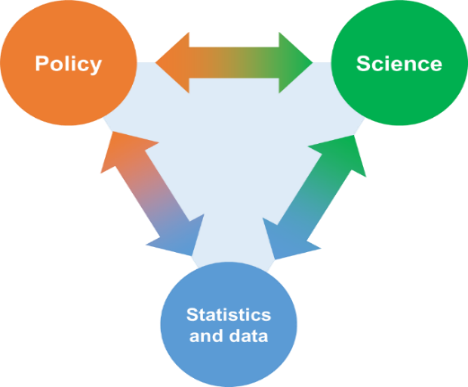 Policy
Science
Statistics
and data